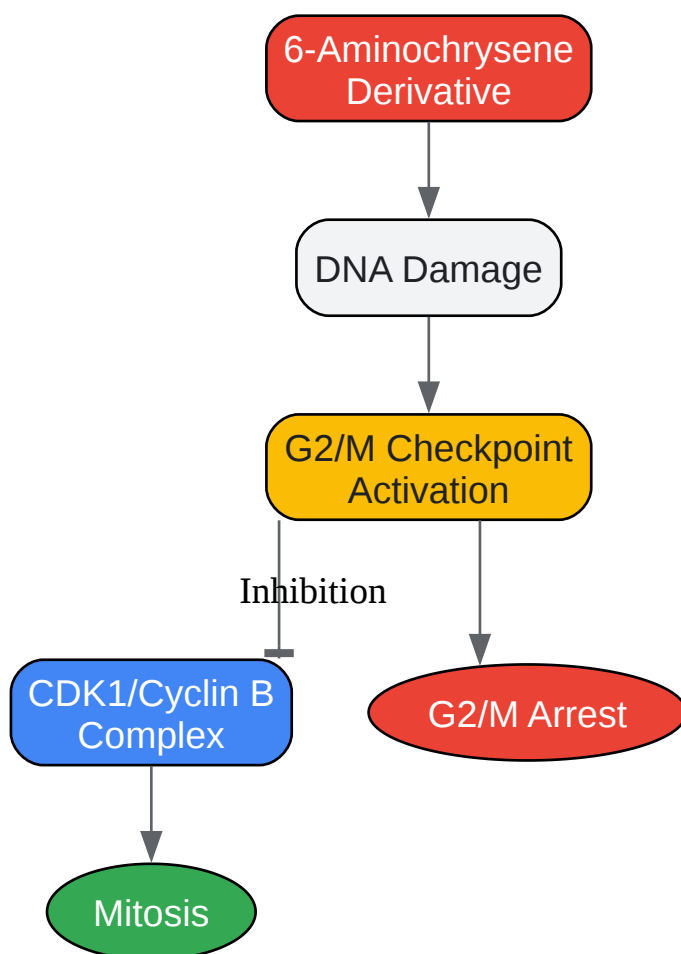 6-Aminochrysene
Derivative
DNA Damage
G2/M Checkpoint
Activation
Inhibition
CDK1/Cyclin B
Complex
G2/M Arrest
Mitosis